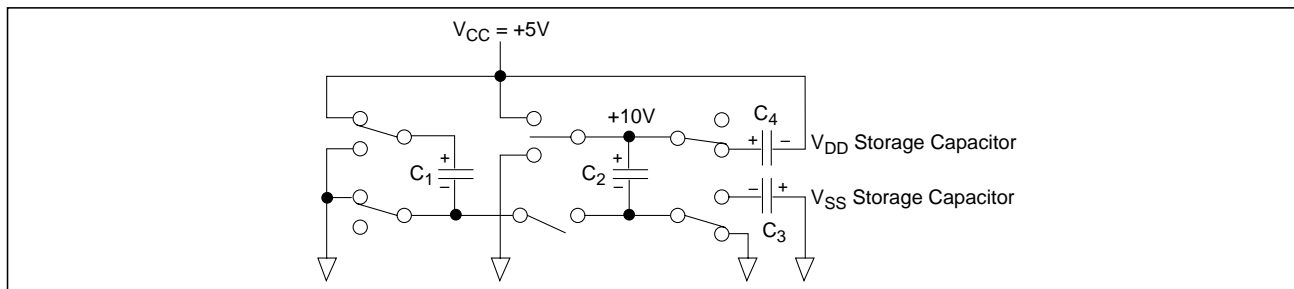 V_CC = +5V
+10V
C_4
+ −
V_DD Storage Capacitor
+
C_1
−
+
C_2
−
− +
V_SS Storage Capacitor
C_3